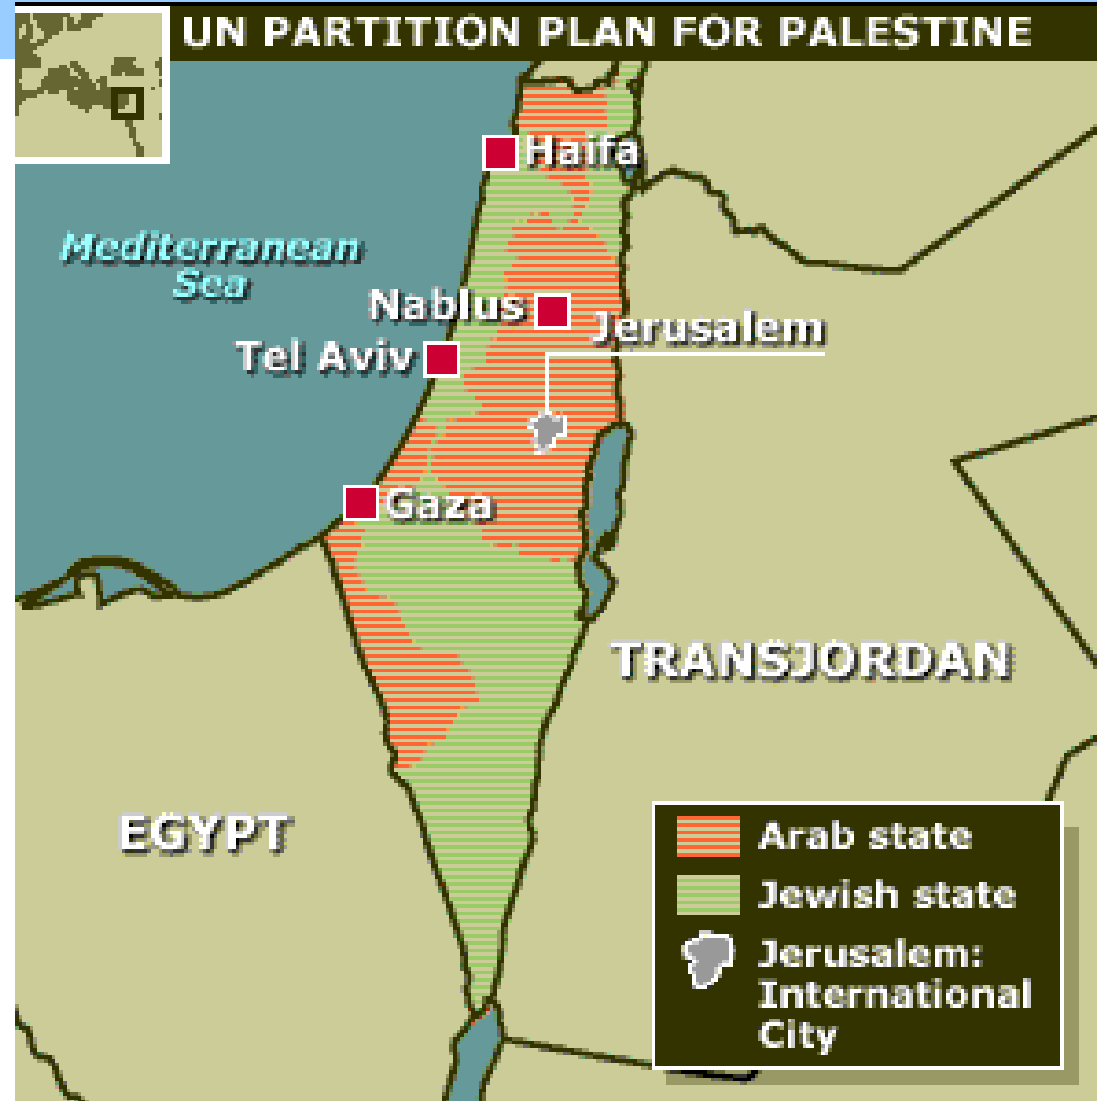 UN PARTITION PLAN FOR PALESTINE
Haifa
Mediterranean
Sea
Nablus
Jerusalem
Tel Aviv
Gaza
TRANSJORDAN
EGYPT
Arab state
Jewish state
Jerusalem:
International
City